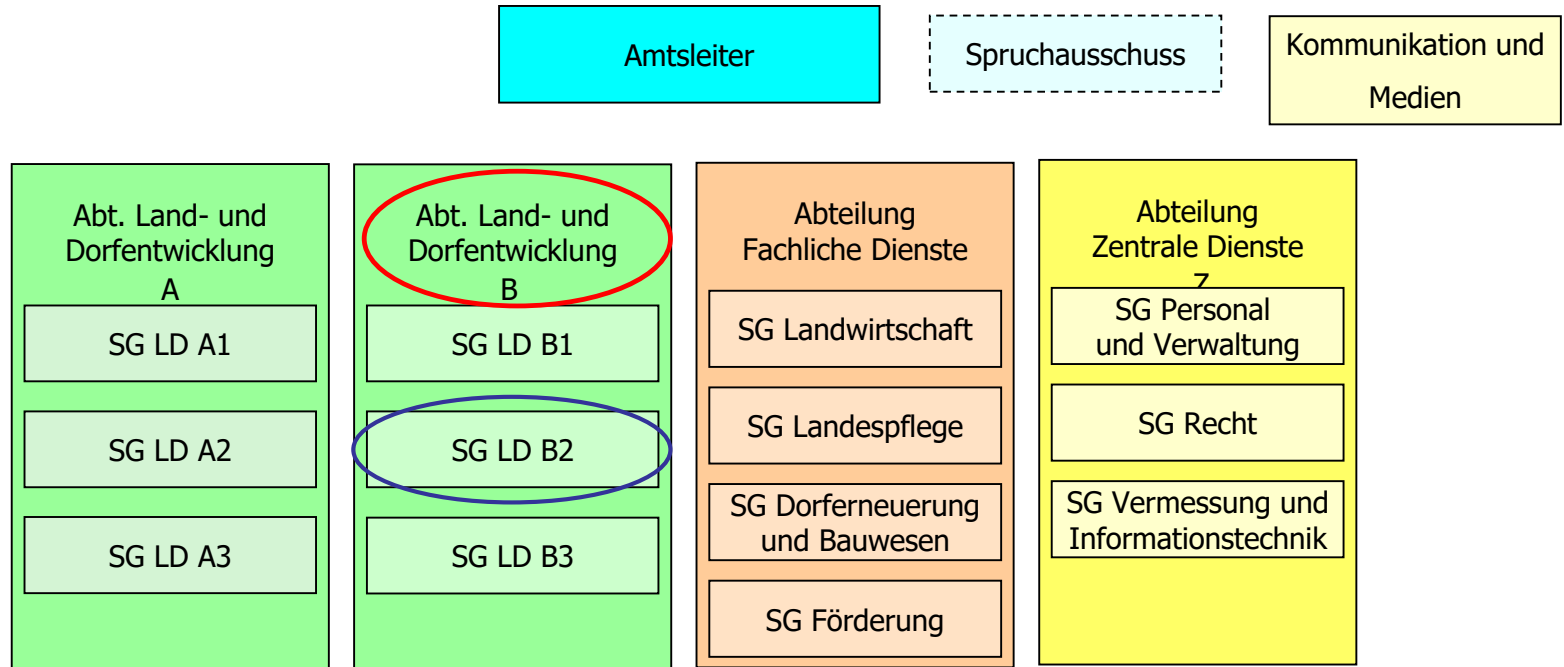 Amtsleiter
Spruchausschuss
Kommunikation und
Medien
Abt. Land- und
Dorfentwicklung
A
SG LD A1
SG LD A2
SG LD A3
Abt. Land- und
Dorfentwicklung
B
SG LD B1
SG LD B2
SG LD B3
Abteilung
Fachliche Dienste
SG Landwirtschaft
SG Landespflege
SG Dorferneuerung
und Bauwesen
SG Förderung
Abteilung
Zentrale Dienste
Z
SG Personal
und Verwaltung
SG Recht
SG Vermessung und
Informationstechnik